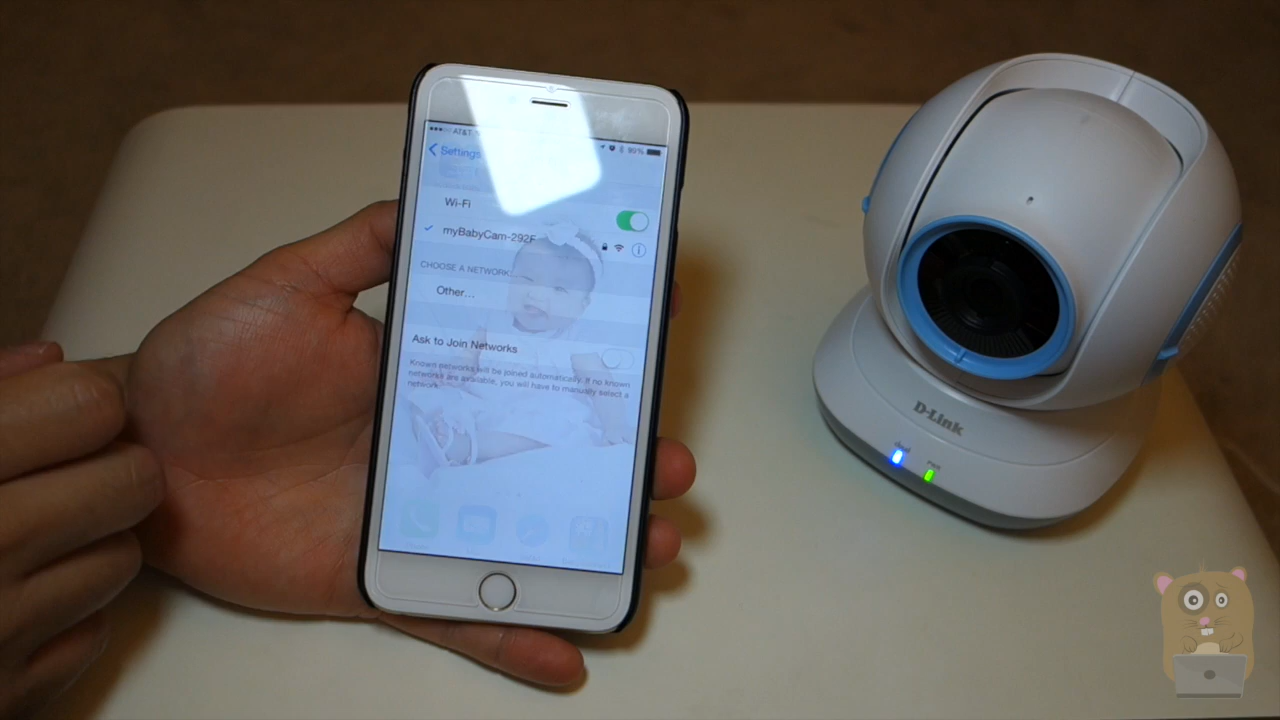 AT&T
90%
Settings
Wi-Fi
myBabyCam-292F
CHOOSE A NETWORK...
Other...
Ask to Join Networks
Known networks will be joined automatically. If no known
networks are available, you will have to manually select a
network.
D-Link